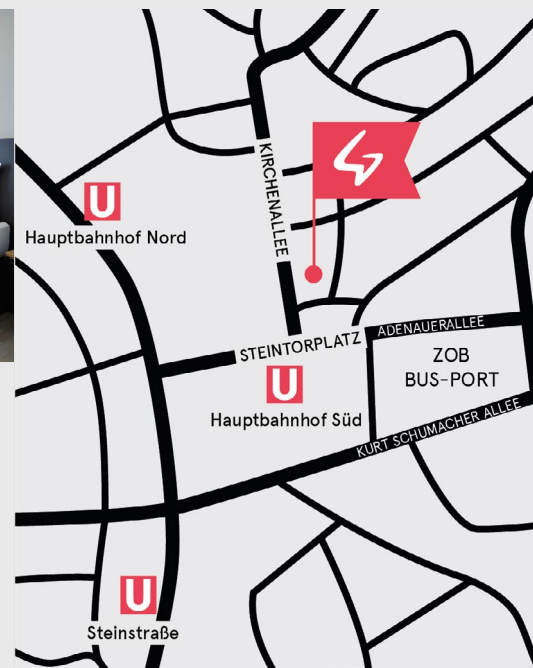 KIRCHENALLEE
U
Hauptbahnhof Nord
STEINTORPLATZ
ADENAUERALLEE
ZOB
BUS-PORT
U
Hauptbahnhof Süd
KURT SCHUMACHER ALLEE
U
Steinstraße